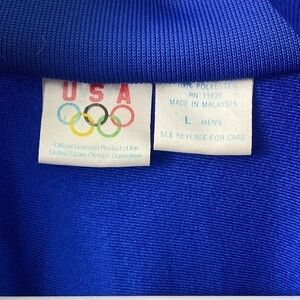 USA
Official Licensed Product of the
United States Olympic Committee
100% POLYESTER
RN 11935
MADE IN MALAYSIA
L MEN'S
SEE REVERSE FOR CARE